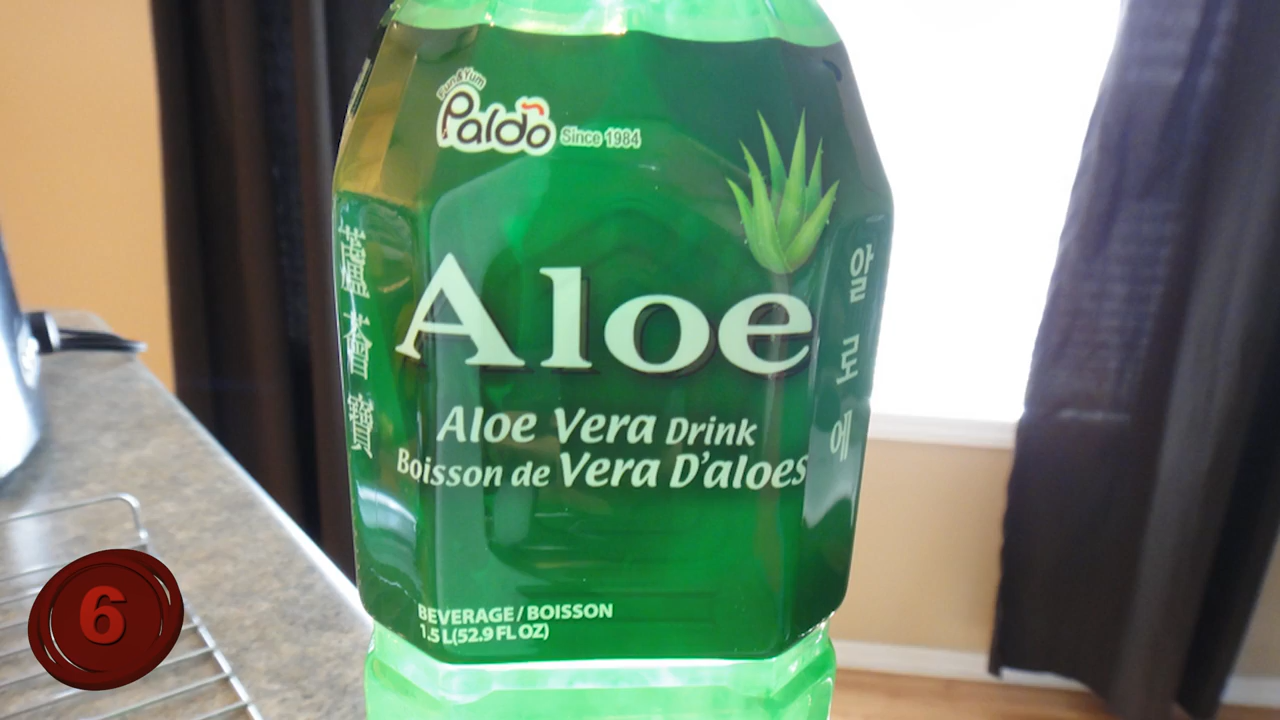 Fun&Yum
Paldo
Since 1984
Aloe
Aloe Vera Drink
Boisson de Vera D'aloes
BEVERAGE/BOISSON
1.5 L(52.9 FL OZ)
蘆薈寶
알로에
6